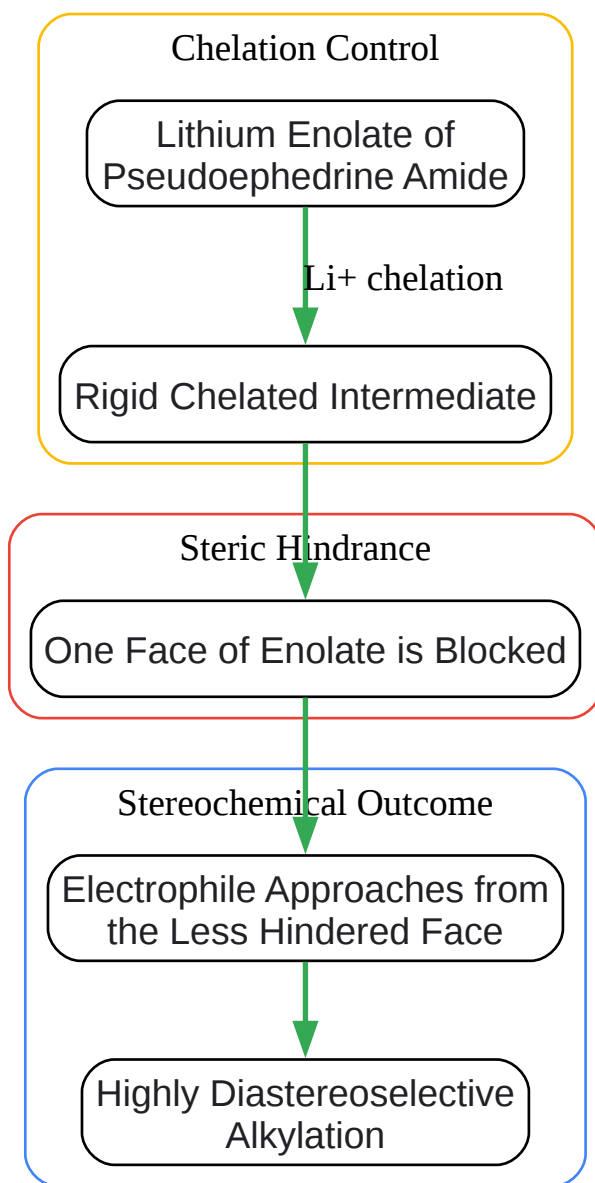 Chelation Control
Lithium Enolate of
Pseudoephedrine Amide
Li+ chelation
Rigid Chelated Intermediate
Steric Hindrance
One Face of Enolate is Blocked
Stereochemical Outcome
Electrophile Approaches from
the Less Hindered Face
Highly Diastereoselective
Alkylation